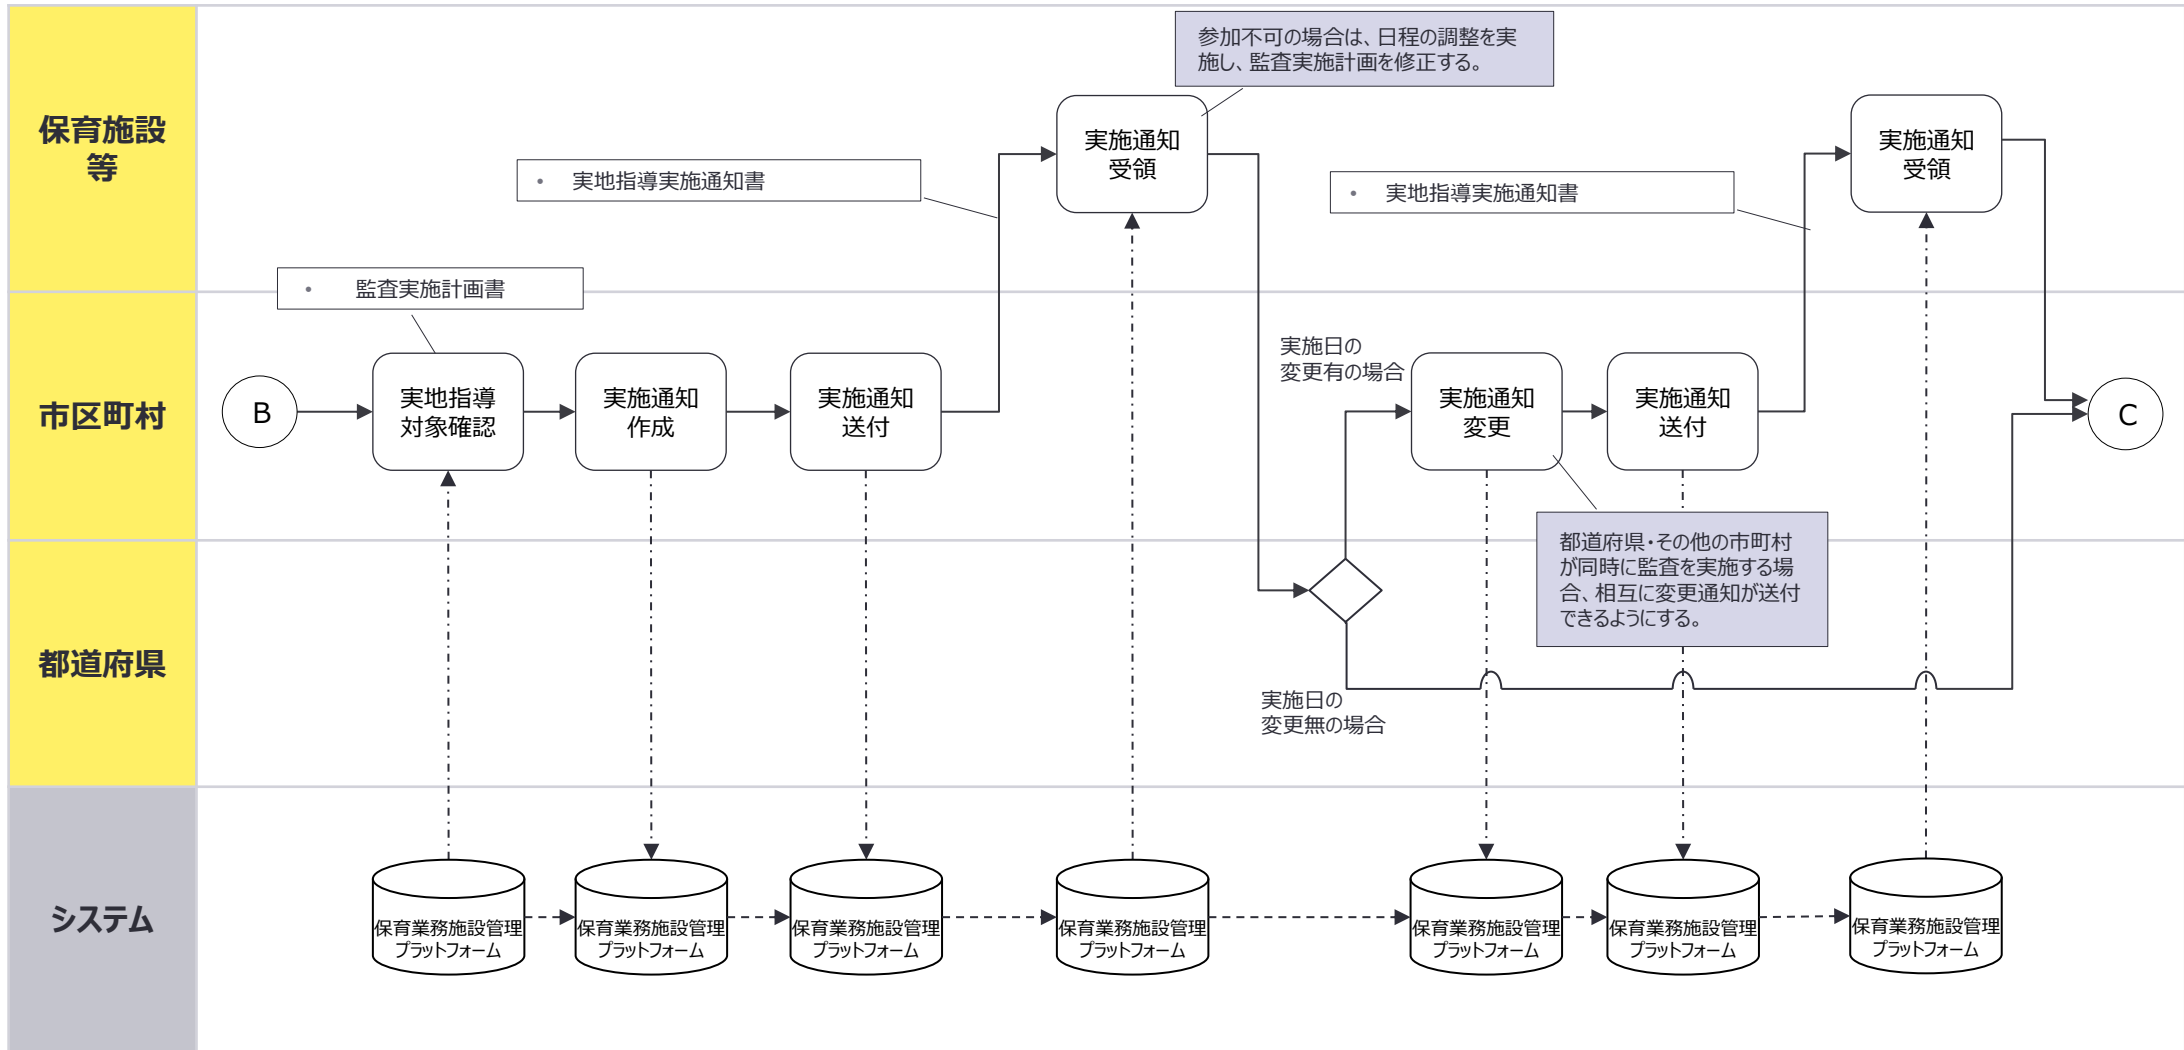 保育施設
等
参加不可の場合は、日程の調整を実
施し、監査実施計画を修正する。
実施通知
受領
実施通知
受領
• 実地指導実施通知書
• 実地指導実施通知書
• 監査実施計画書
市区町村
B
実地指導
対象確認
実施通知
作成
実施通知
送付
実施日の
変更有の場合
実施通知
変更
実施通知
送付
C
都道府県・その他の市町村
が同時に監査を実施する場
合、相互に変更通知が送付
できるようにする。
都道府県
実施日の
変更無の場合
システム
保育業務施設管理
プラットフォーム
保育業務施設管理
プラットフォーム
保育業務施設管理
プラットフォーム
保育業務施設管理
プラットフォーム
保育業務施設管理
プラットフォーム
保育業務施設管理
プラットフォーム
保育業務施設管理
プラットフォーム